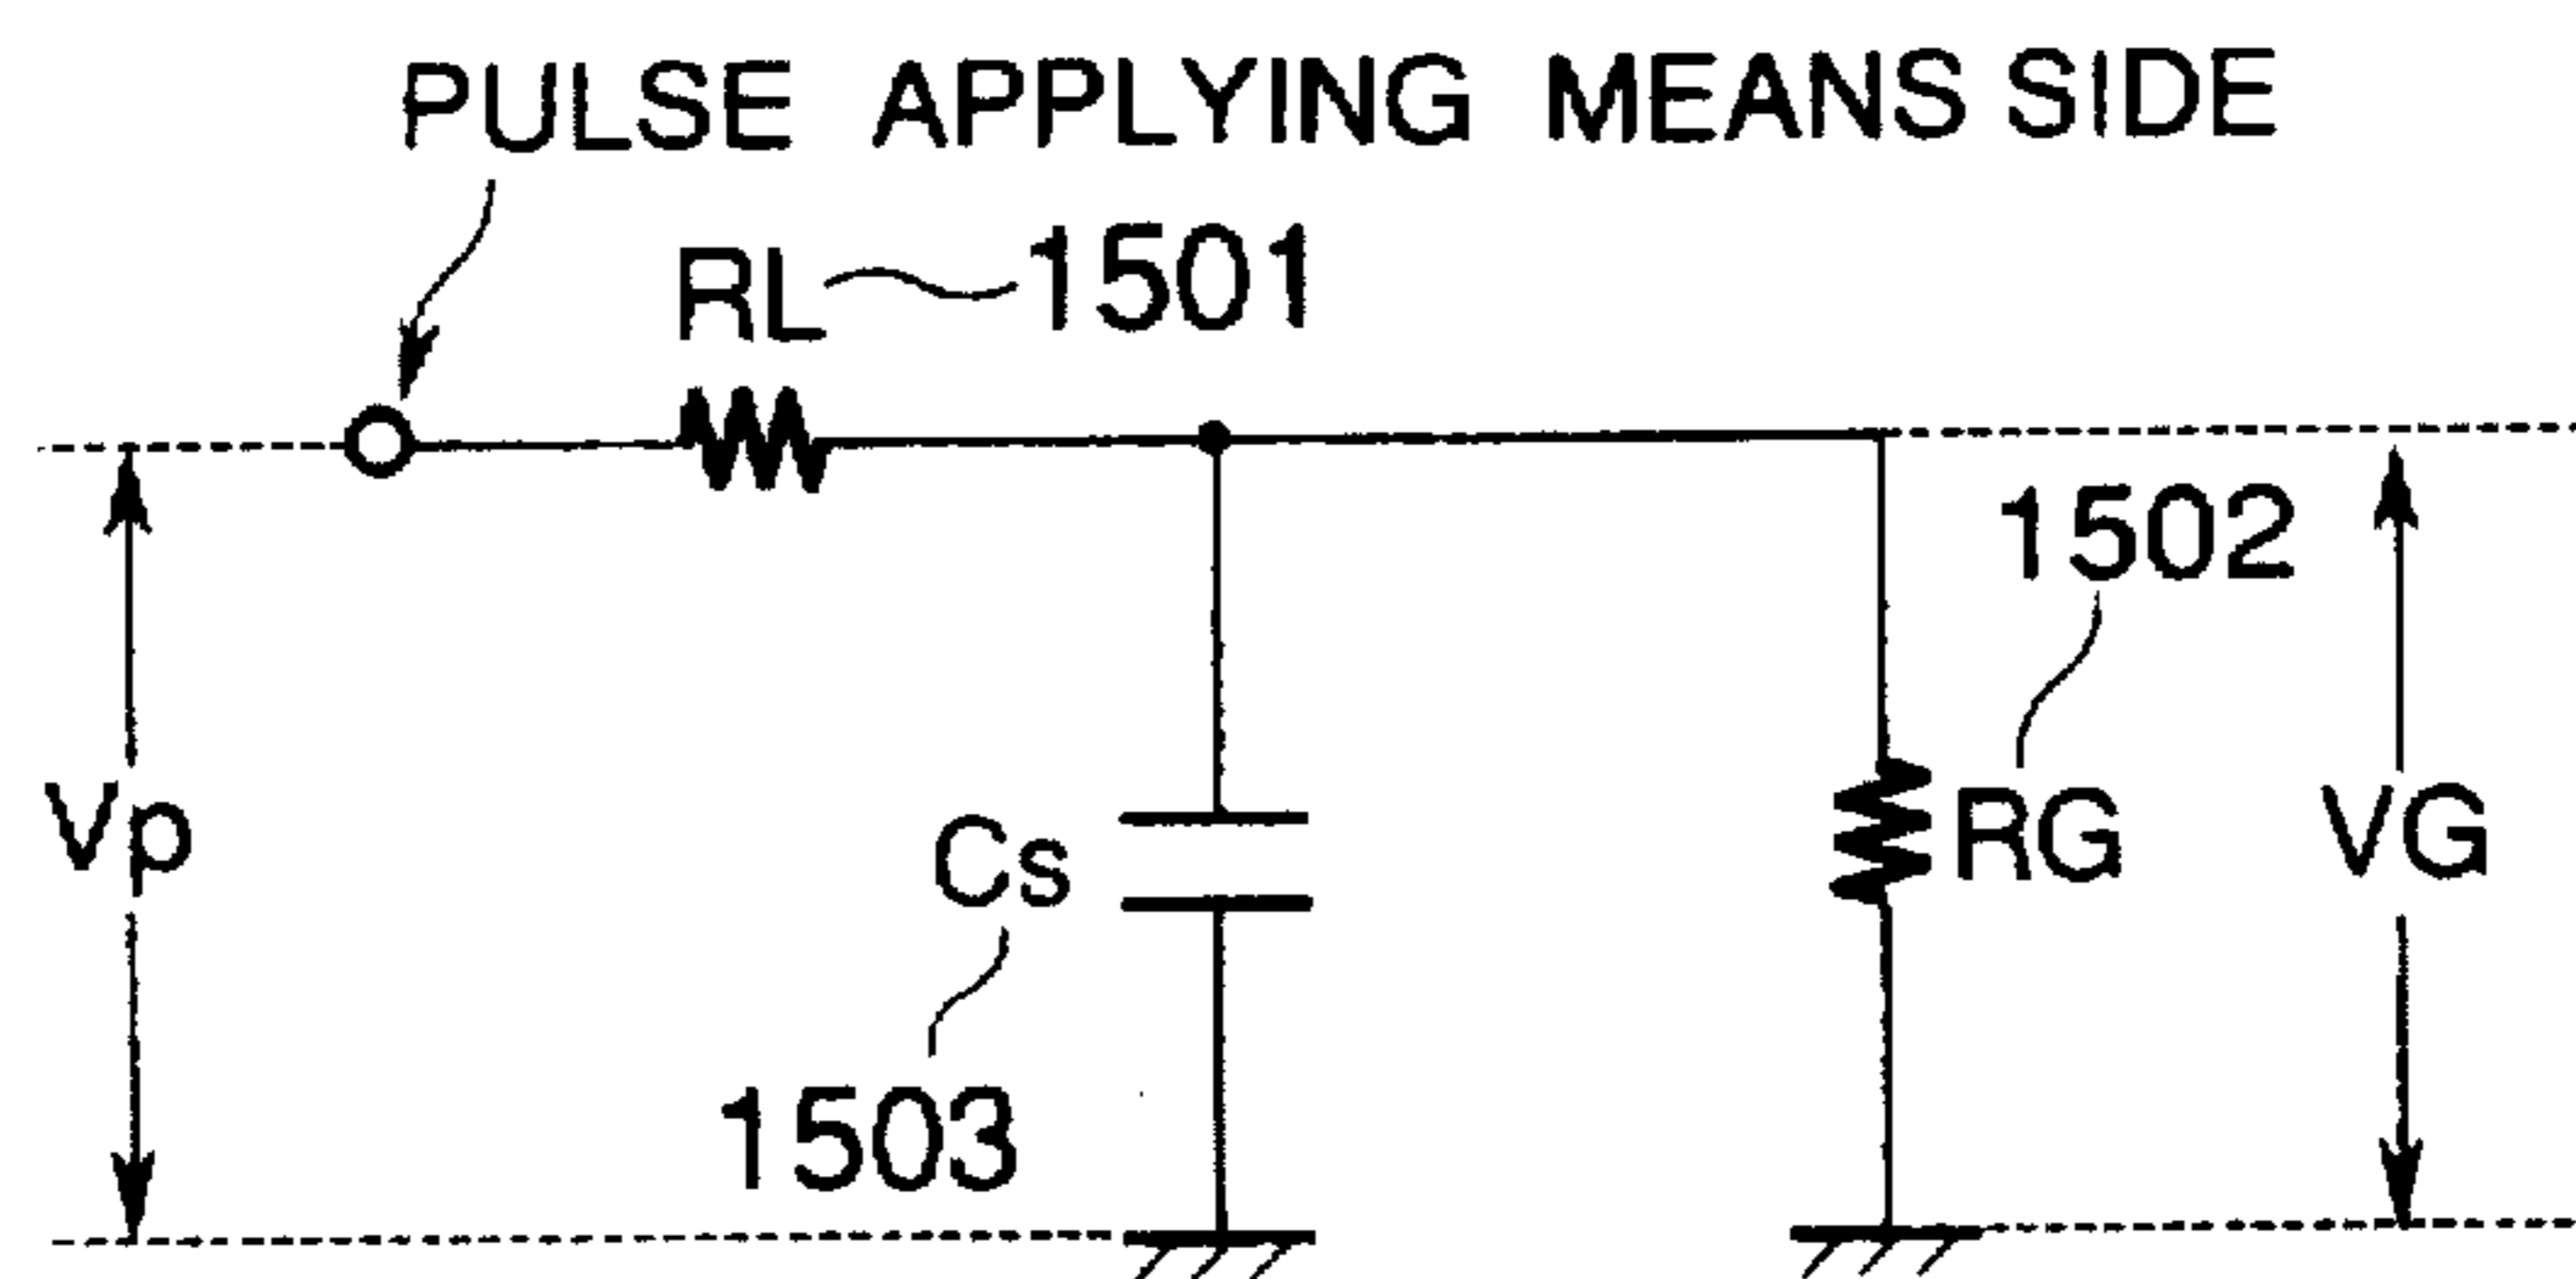 PULSE APPLYING MEANS SIDE
RL 1501
1502
Vp
Cs
RG
VG
1503